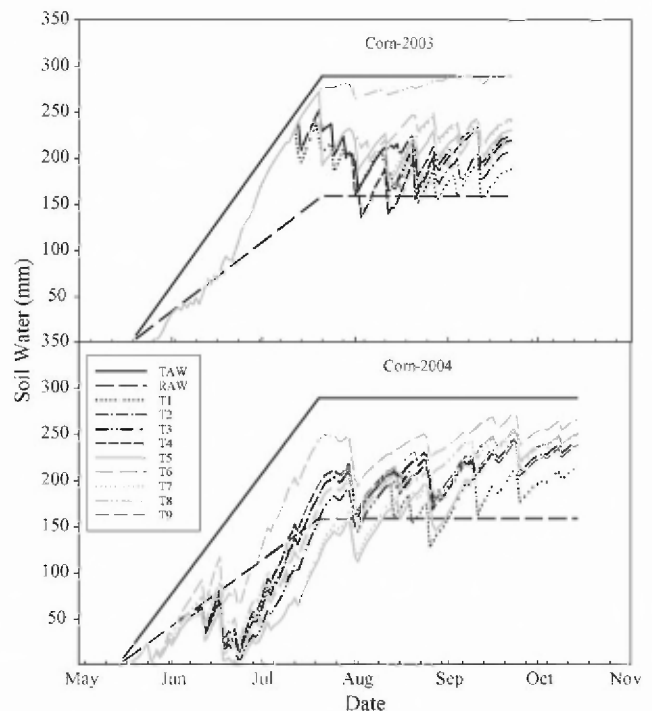 350
Corn-2003
300
250
200
150
100
50
350
Soil Water (mm)
Corn-2004
300
250
200
150
100
50
TAW
RAW
T1
T2
T3
T4
T5
T6
T7
T8
T9
May
Jun
Jul
Aug
Sep
Oct
Nov
Date